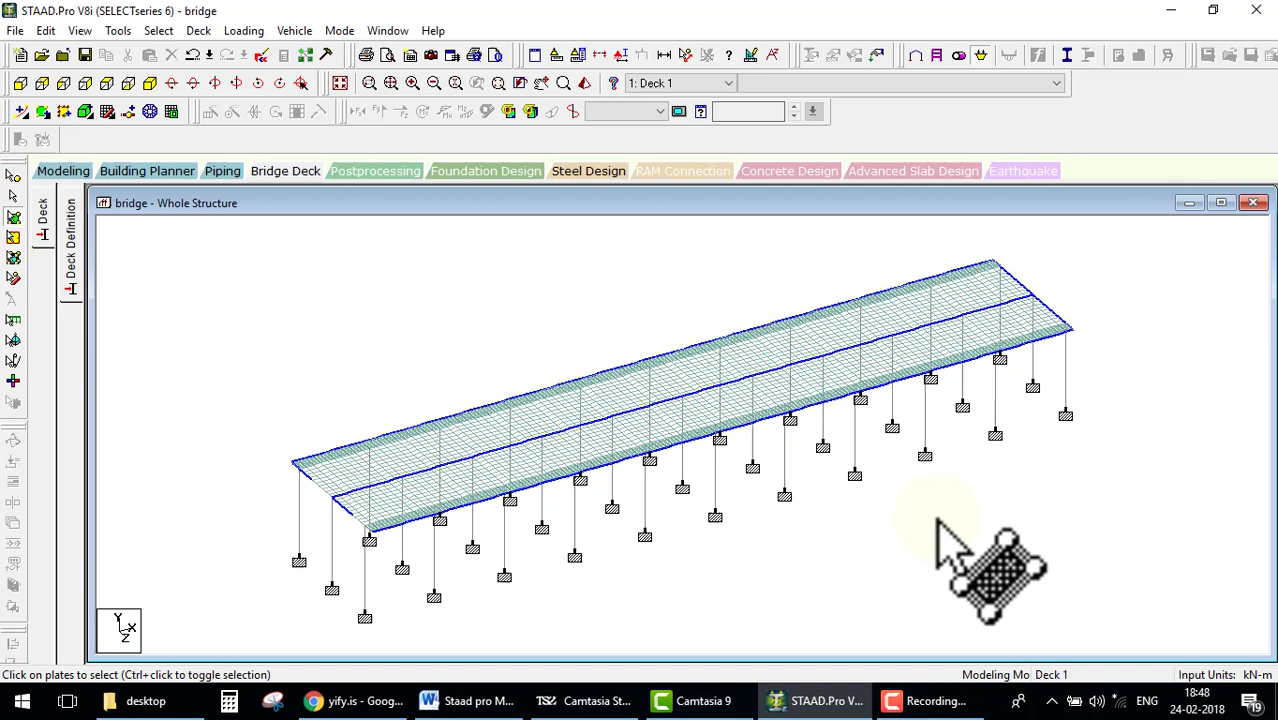 STAAD.Pro V8i (SELECTseries 6) - bridge
File Edit View Tools Select Deck Loading Vehicle Mode Window Help
1: Deck 1
Modeling Building Planner Piping Bridge Deck Postprocessing Foundation Design Steel Design RAM Connection Concrete Design Advanced Slab Design Earthquake
Deck
Deck Definition
bridge - Whole Structure
Y
X
Z
Click on plates to select (Ctrl+click to toggle selection)
Modeling Mo Deck 1 Input Units: kN-m
desktop
yify.is - Goog...
Staad pro M...
Camtasia St...
Camtasia 9
STAAD.Pro V...
Recording...
ENG
18:48
24-02-2018
19